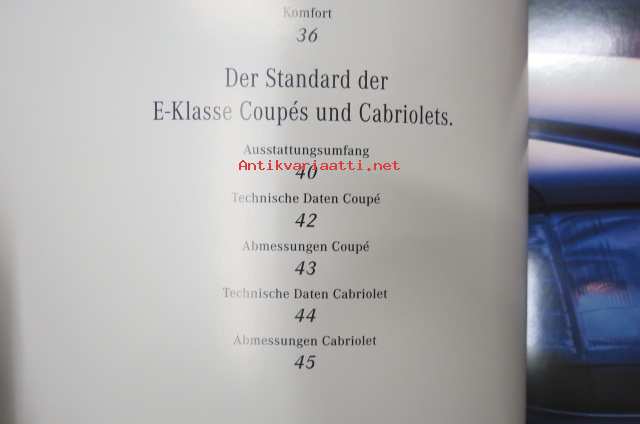 Komfort
36
Der Standard der
E-Klasse Coupés und Cabriolets.
Ausstattungsumfang
Antikvariaatti.net
40
Technische Daten Coupé
42
Abmessungen Coupé
43
Technische Daten Cabriolet
44
Abmessungen Cabriolet
45